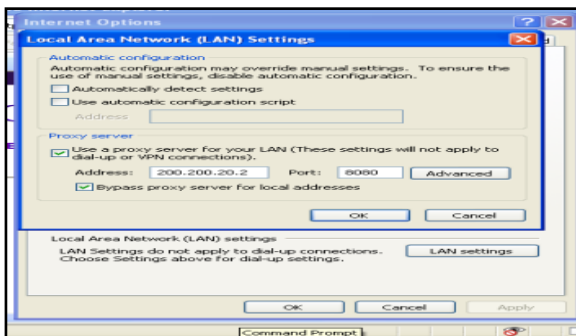 Internet Options
Local Area Network (LAN) Settings
Automatic configuration
Automatic configuration may override manual settings. To ensure the
use of manual settings, disable automatic configuration.
Automatically detect settings
Use automatic configuration script
Address
Proxy server
Use a proxy server for your LAN (These settings will not apply to
dial-up or VPN connections).
Address: 200.200.20.2 Port: 8080 Advanced
Bypass proxy server for local addresses
OK Cancel
Local Area Network (LAN) settings
LAN Settings do not apply to dial-up connections.
Choose Settings above for dial-up settings.
LAN settings
OK Cancel Apply
Command Prompt